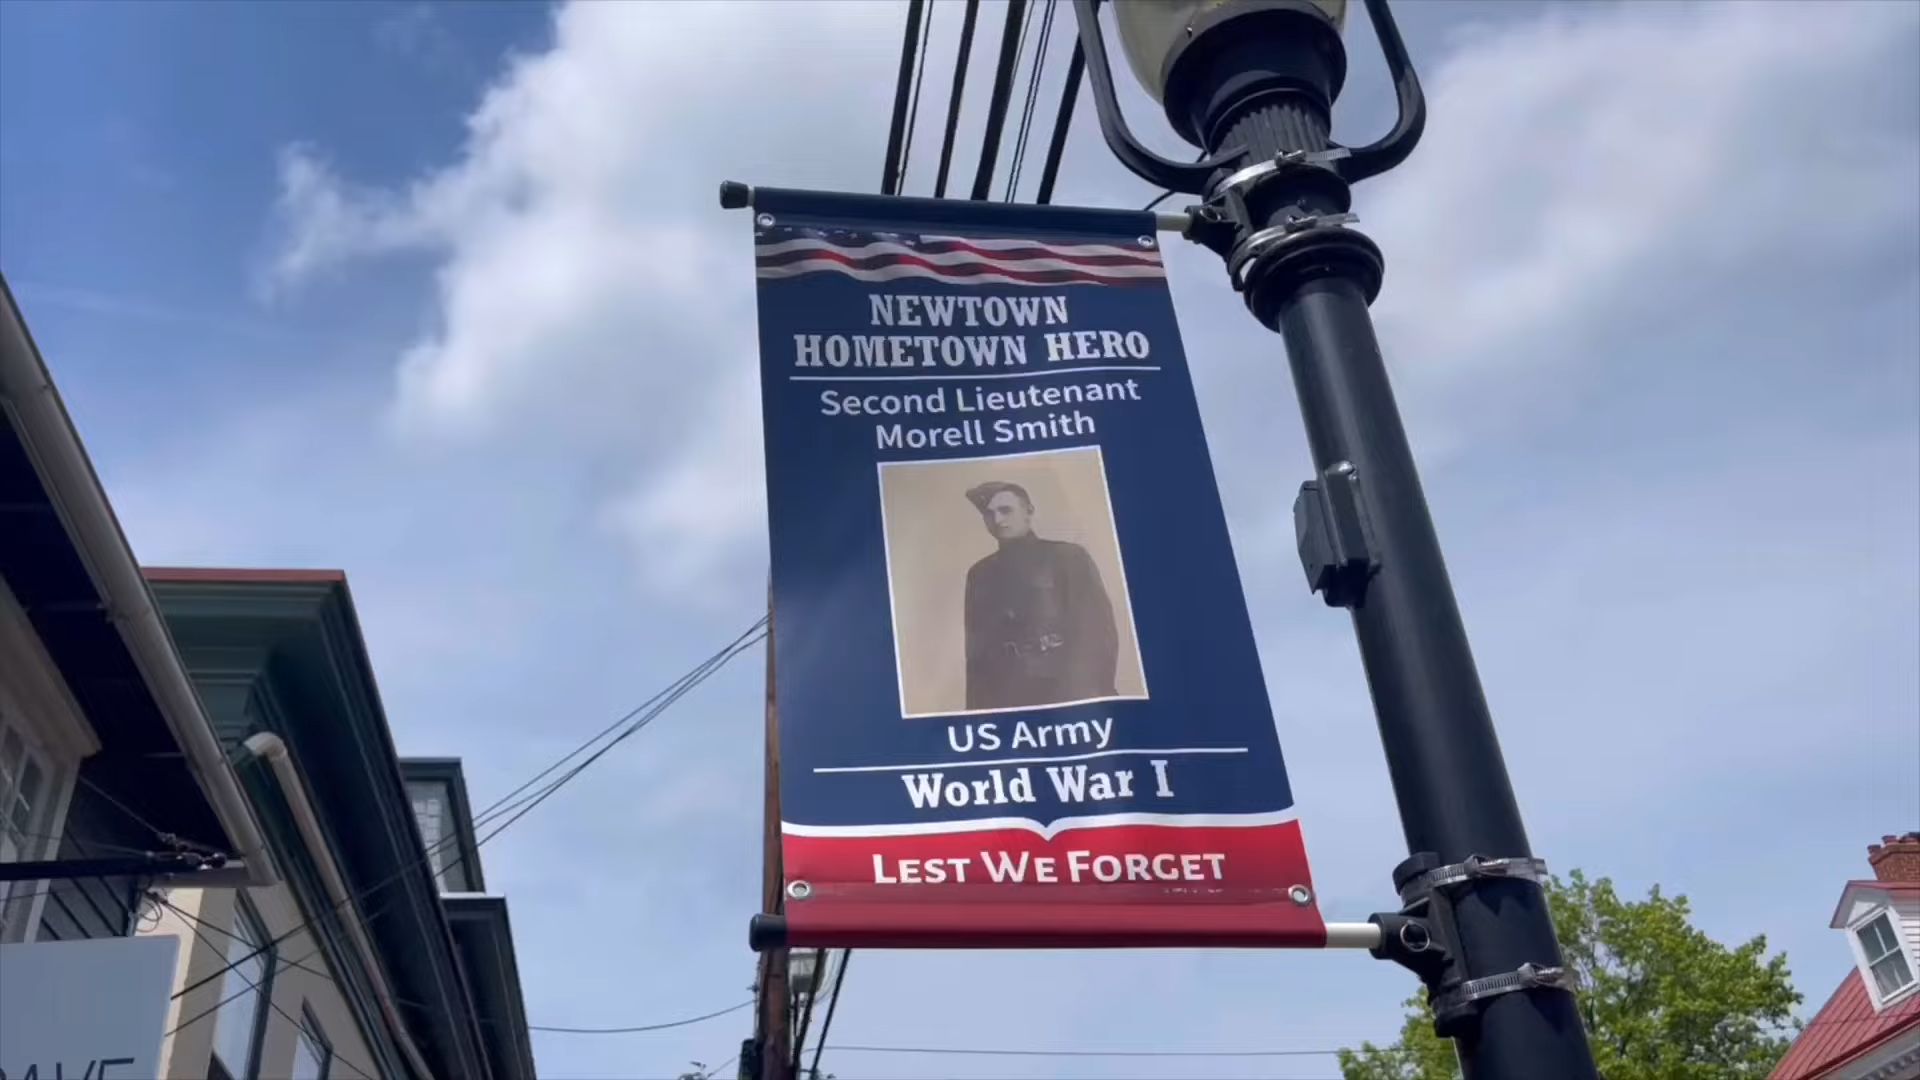 NEWTOWN
HOMETOWN HERO
Second Lieutenant
Morell Smith
US Army
World War I
LEST WE FORGET